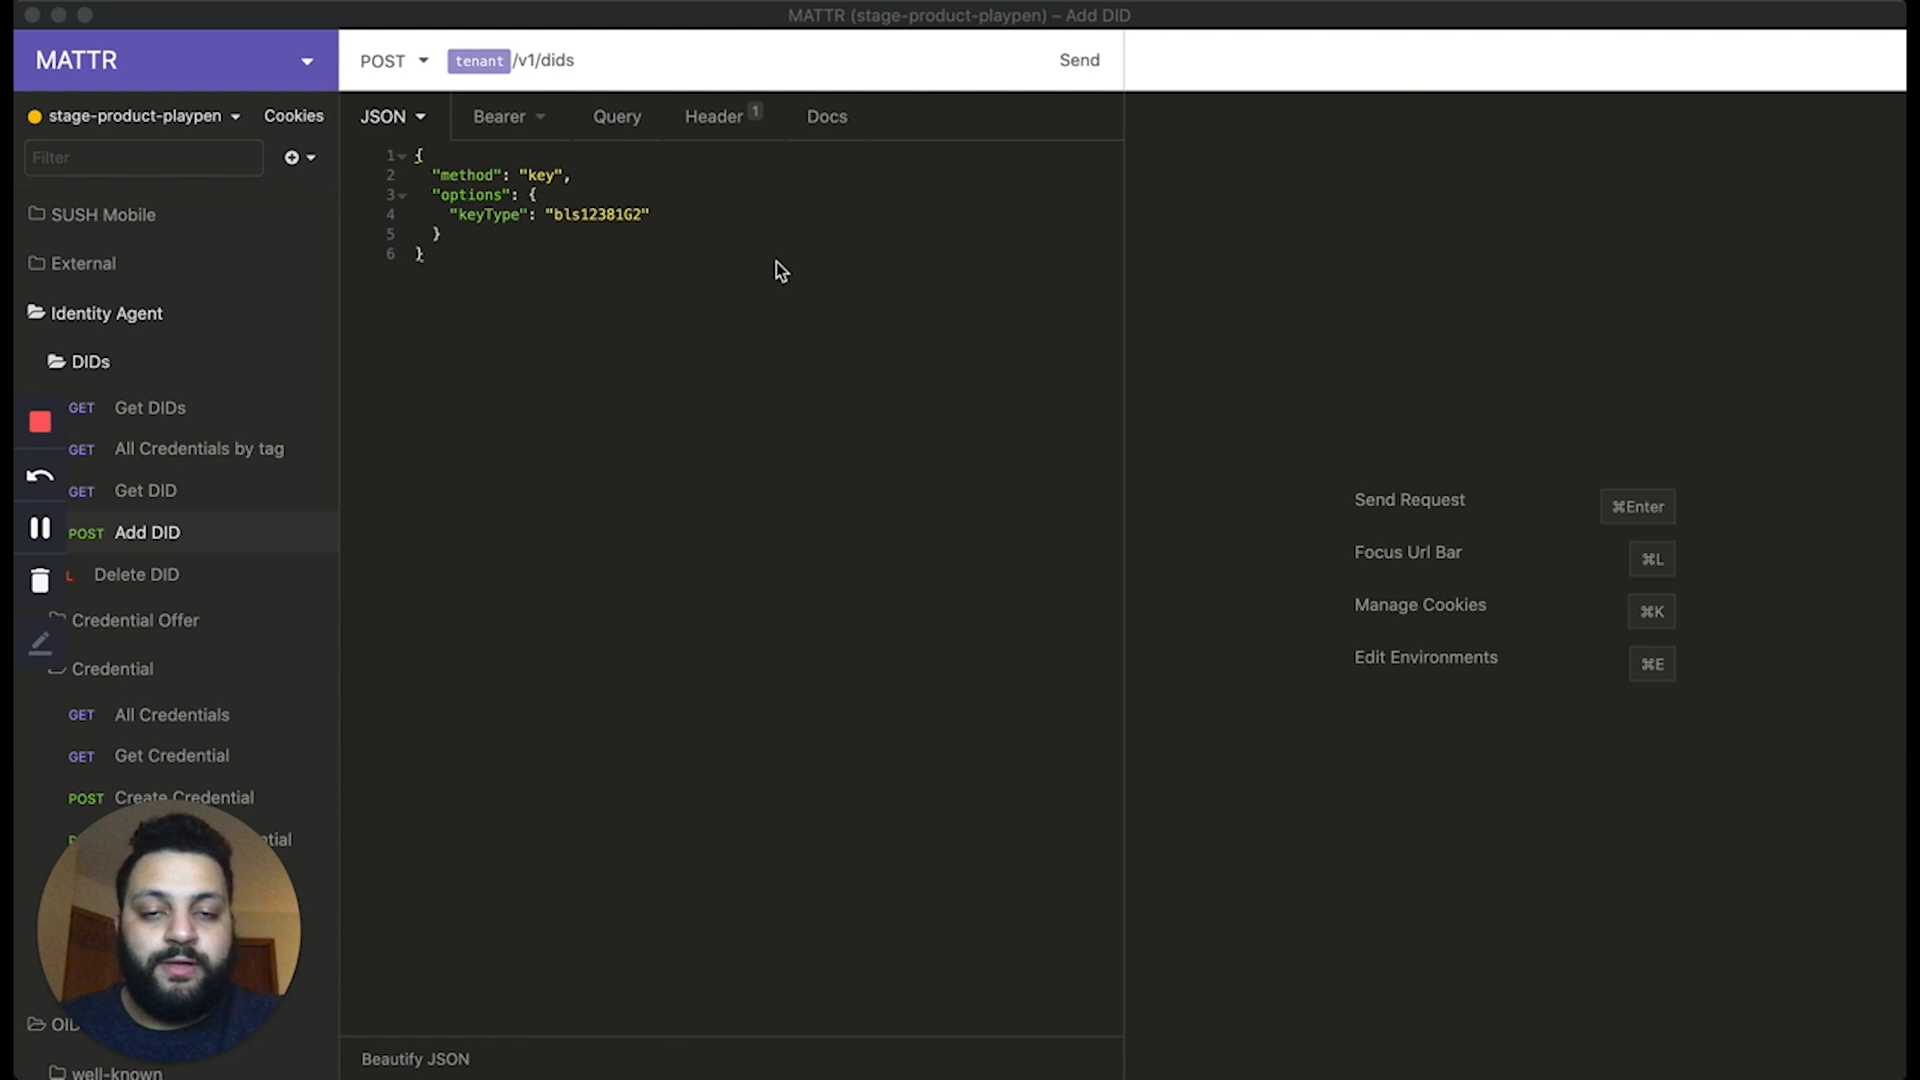 MATTR (stage-product-playpen) – Add DID
MATTR
POST
tenant /v1/dids
Send
stage-product-playpen
Cookies
JSON
Bearer
Query
Header 1
Docs
Filter
1 {
2 "method": "key",
3 "options": {
4 "keyType": "bls12381G2"
5 }
6 }
SUSH Mobile
External
Identity Agent
DIDs
GET Get DIDs
GET All Credentials by tag
GET Get DID
POST Add DID
L Delete DID
Credential Offer
Credential
GET All Credentials
GET Get Credential
POST Create Credential
well-known
Send Request ⌘Enter
Focus Url Bar ⌘L
Manage Cookies ⌘K
Edit Environments ⌘E
Beautify JSON